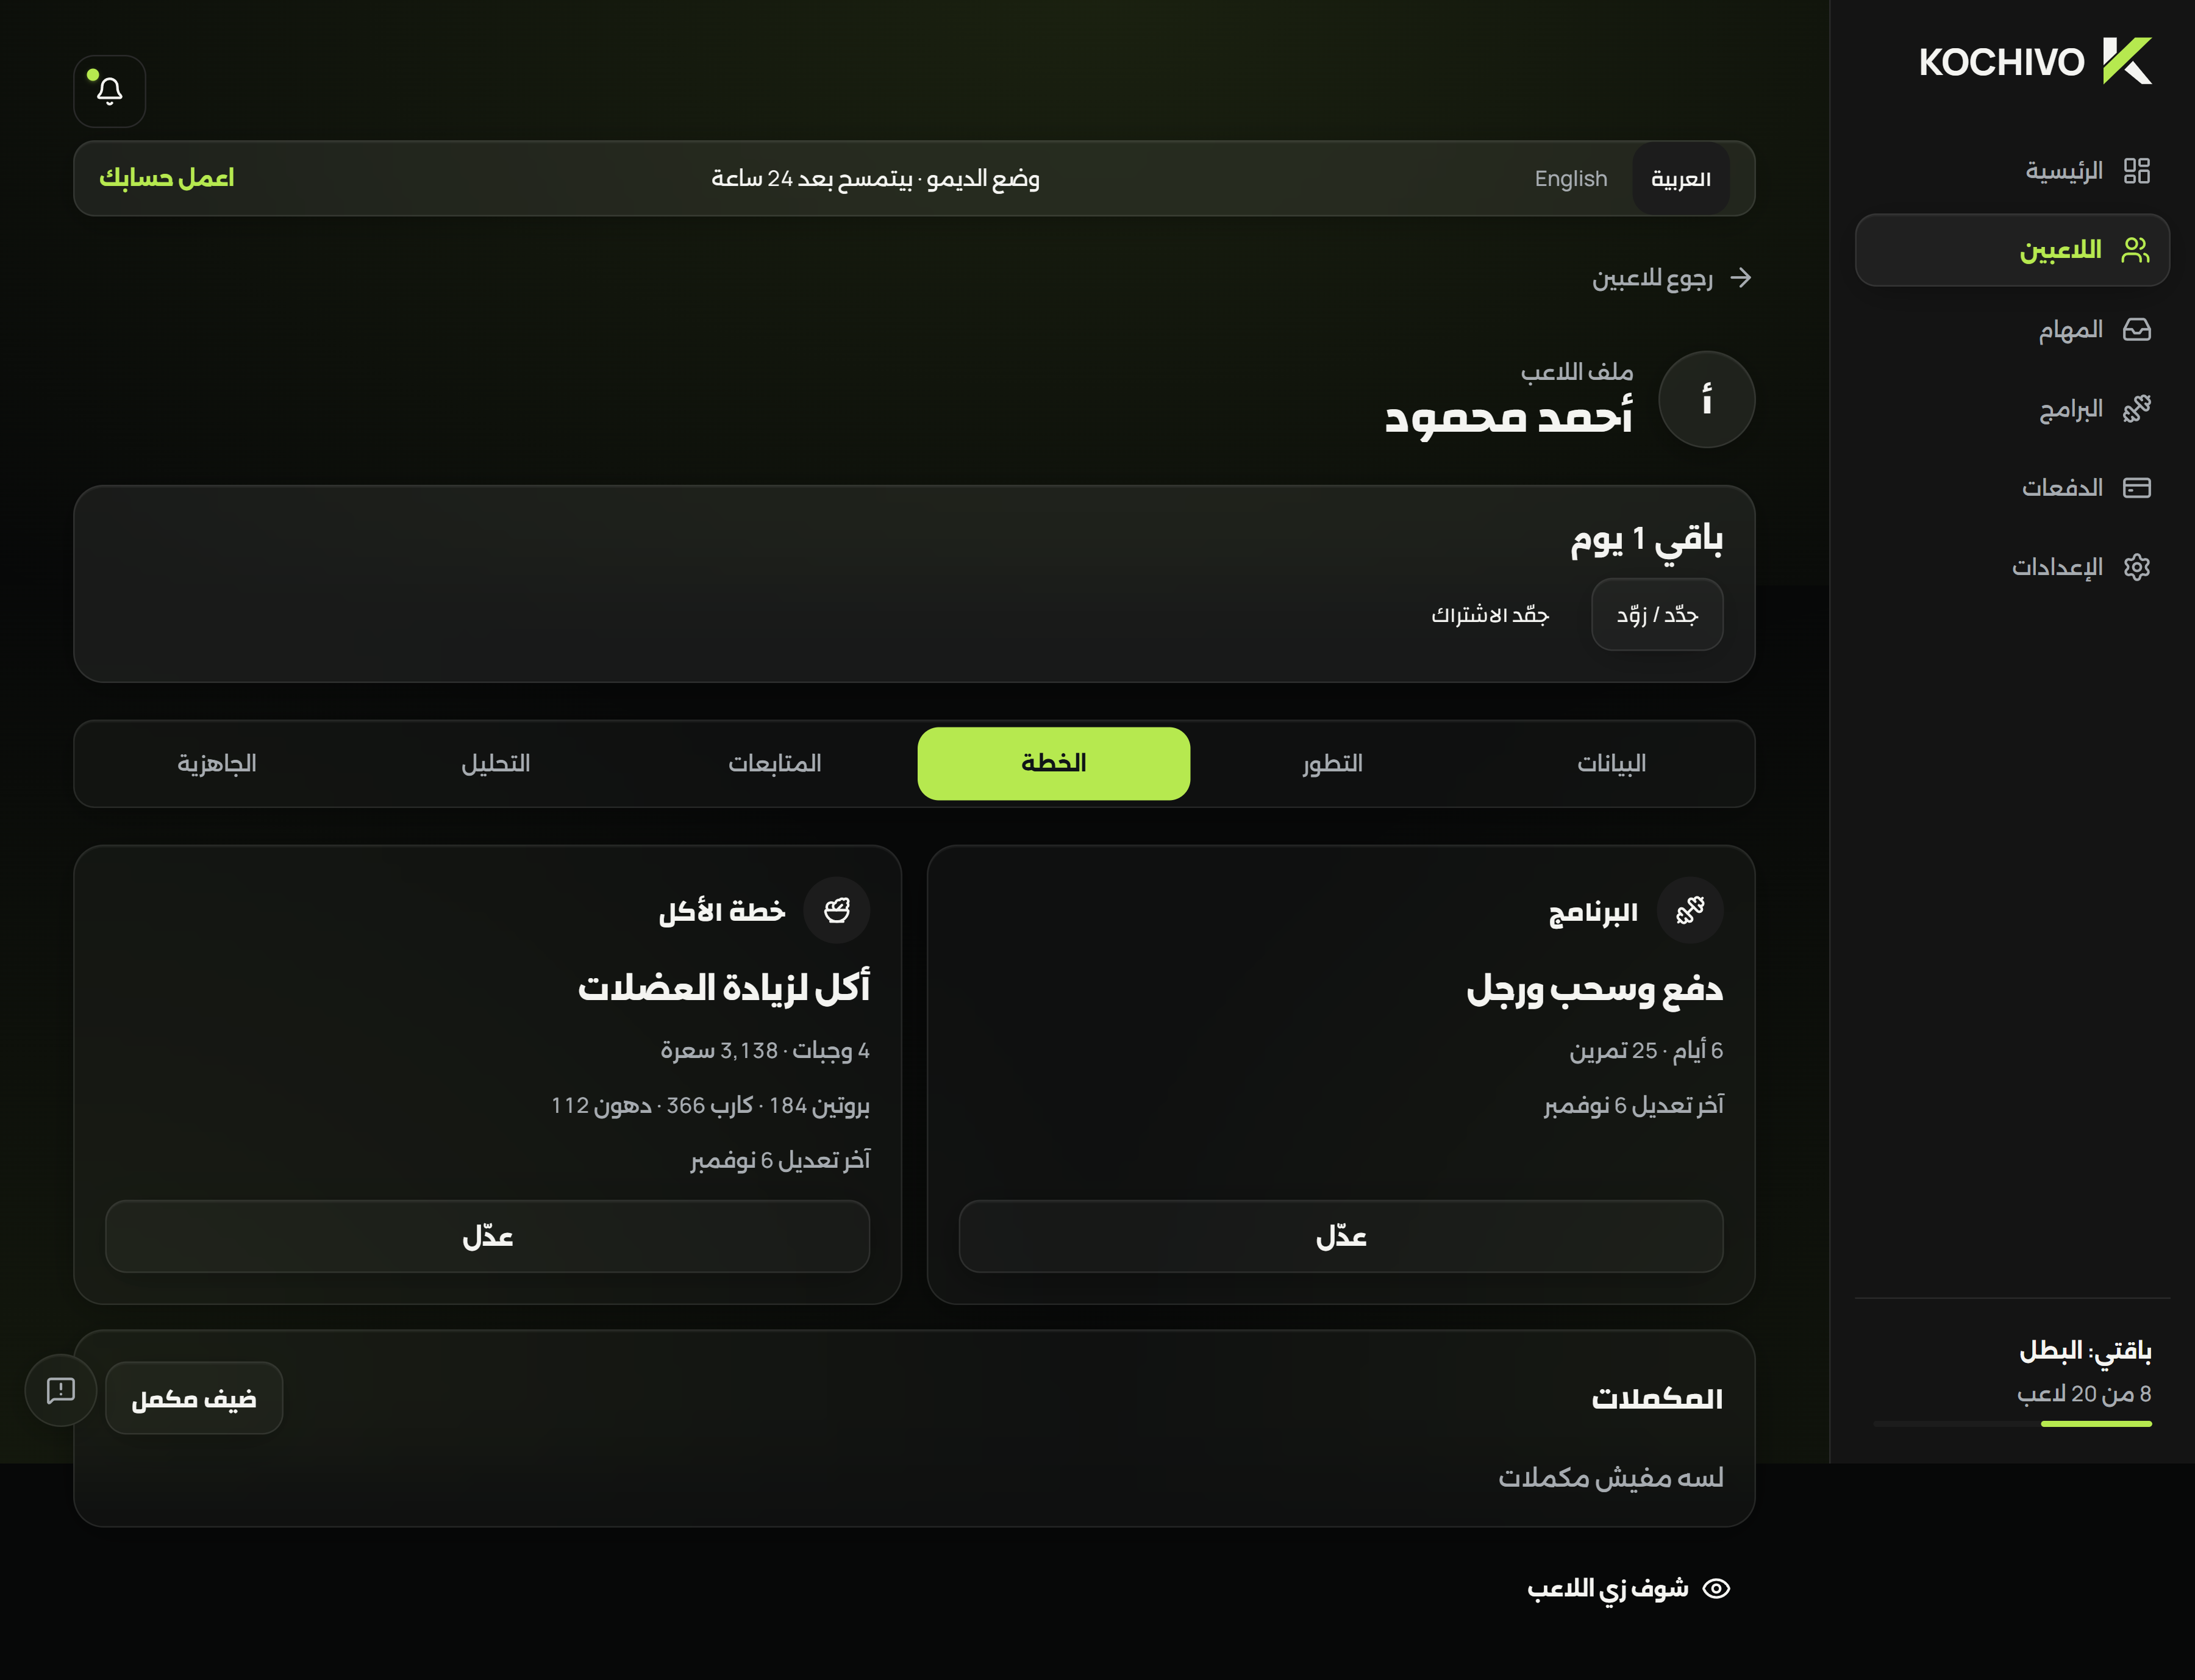 KOCHIVO
الرئيسية
اللاعبين
المهام
البرامج
الدفعات
الإعدادات
باقتي: البطل
8 من 20 لاعب
العربية
English
وضع الديمو · بيتمسح بعد 24 ساعة
اعمل حسابك
رجوع للاعبين
أ
ملف اللاعب
أحمد محمود
باقي 1 يوم
جدّد / زوّد
جمّد الاشتراك
البيانات
التطور
الخطة
المتابعات
التحليل
الجاهزية
البرنامج
دفع وسحب ورجل
6 أيام · 25 تمرين
آخر تعديل 6 نوفمبر
عدّل
خطة الأكل
أكل لزيادة العضلات
4 وجبات · 3,138 سعرة
بروتين 184 · كارب 366 · دهون 112
آخر تعديل 6 نوفمبر
عدّل
المكملات
ضيف مكمل
لسه مفيش مكملات
شوف زي اللاعب